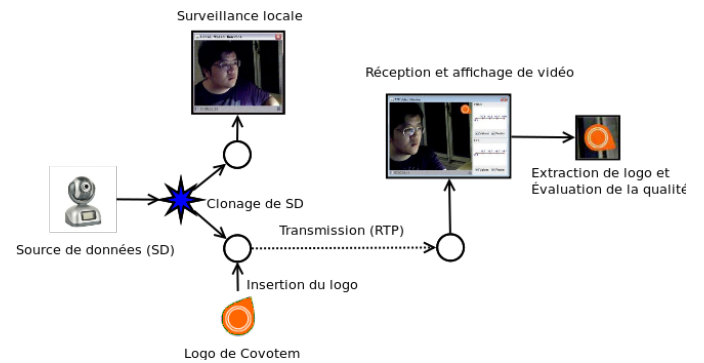 Surveillance locale
Réception et affichage de vidéo
Extraction de logo et
Évaluation de la qualité
Clonage de SD
Source de données (SD)
Transmission (RTP)
Insertion du logo
Logo de Covotem